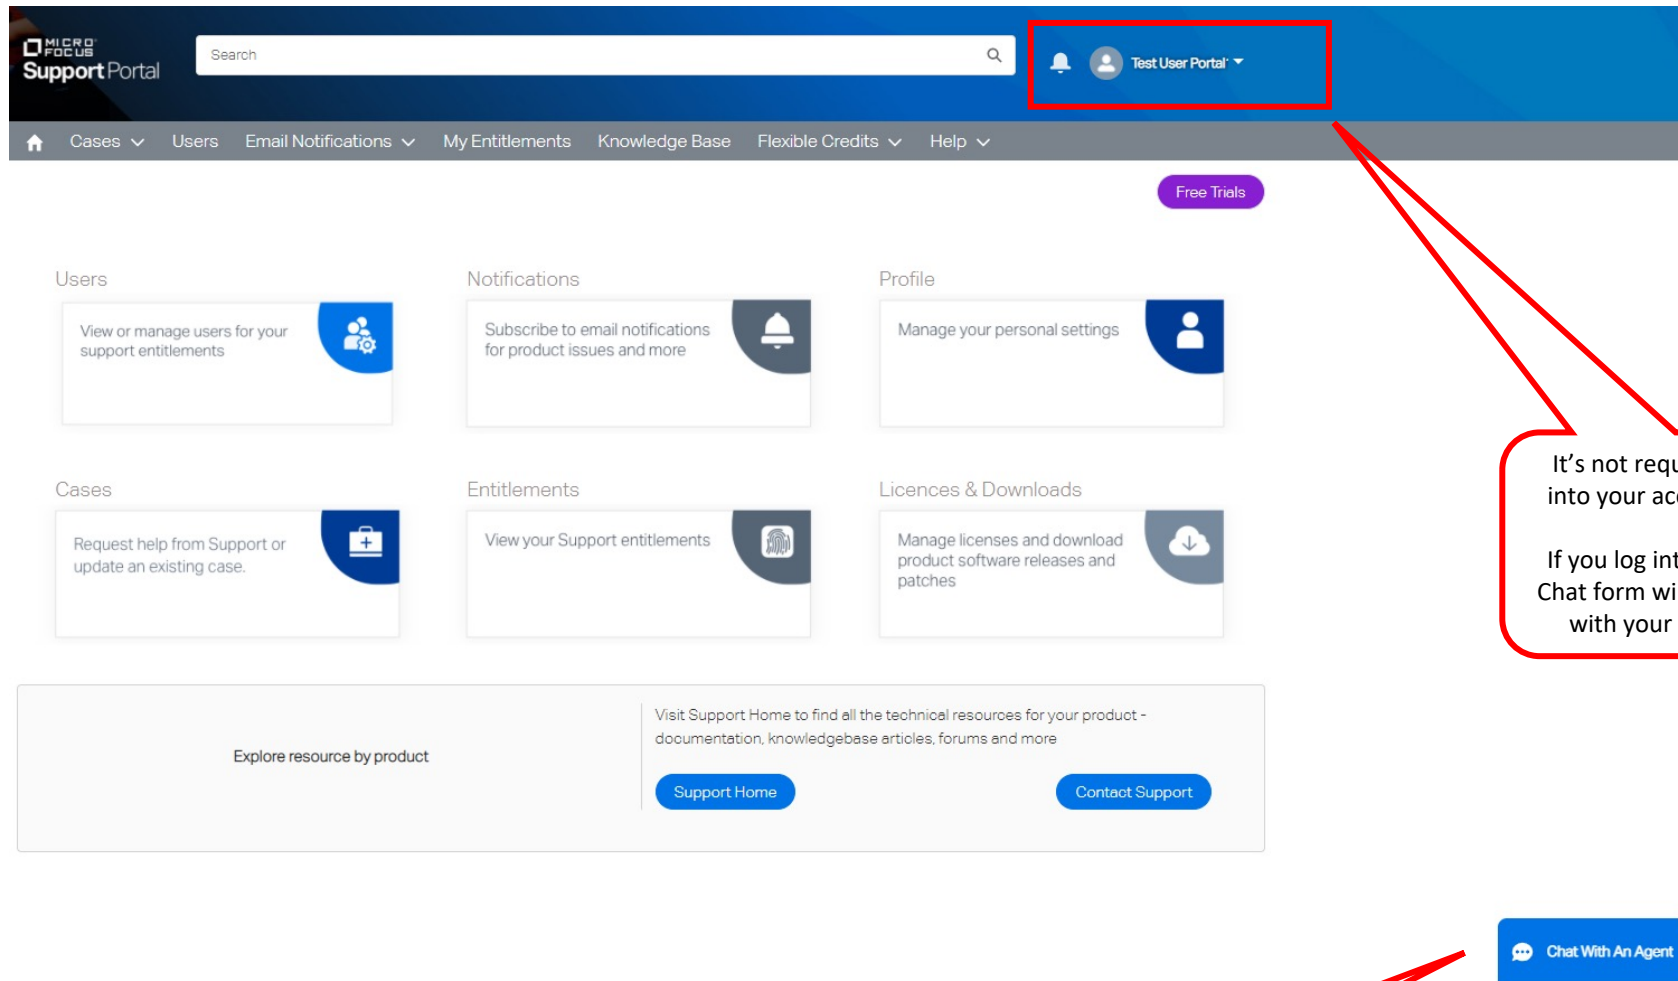 MICRO
FOCUS
Support Portal
Search
Test User Portal
Cases
Users
Email Notifications
My Entitlements
Knowledge Base
Flexible Credits
Help
Free Trials
Users
View or manage users for your
support entitlements
Notifications
Subscribe to email notifications
for product issues and more
Profile
Manage your personal settings
Cases
Request help from Support or
update an existing case.
Entitlements
View your Support entitlements
Licences & Downloads
Manage licenses and download
product software releases and
patches
It's not
into your
If you log
Chat form
with your
Explore resource by product
Visit Support Home to find all the technical resources for your product -
documentation, knowledgebase articles, forums and more
Support Home
Contact Support
Chat With An Agent